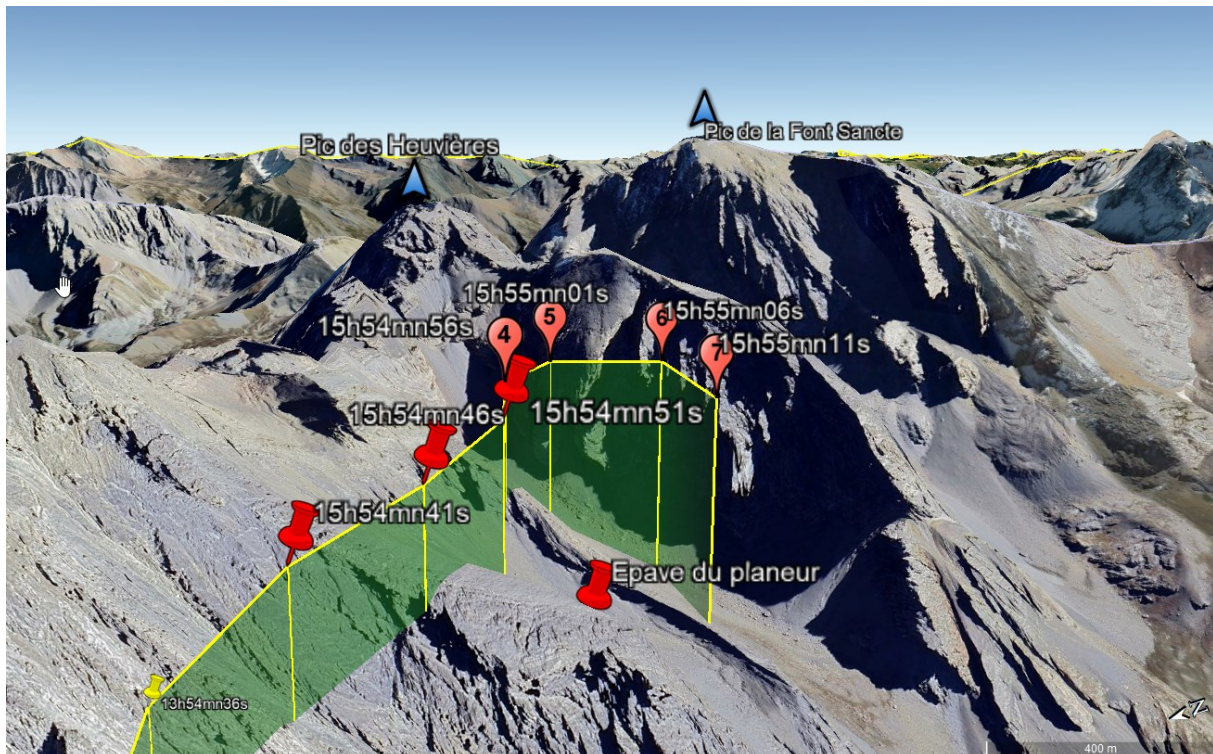 Pic de la Font Sancte
Pic des Heuvières
15h55mn01s
15h55mn06s
15h54mn56s
15h55mn11s
4
5
6
7
15h54mn46s
15h54mn51s
15h54mn41s
Epave du planeur
13h54mn36s
N
400 m